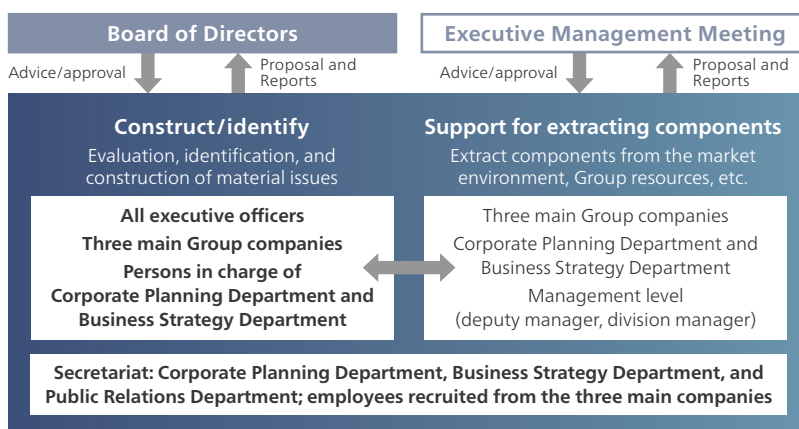 Board of Directors
Executive Management Meeting
Advice/approval
Proposal and
Reports
Advice/approval
Proposal and
Reports
Construct/identify
Evaluation, identification, and
construction of material issues
All executive officers
Three main Group companies
Persons in charge of
Corporate Planning Department and
Business Strategy Department
Support for extracting components
Extract components from the market
environment, Group resources, etc.
Three main Group companies
Corporate Planning Department and
Business Strategy Department
Management level
(deputy manager, division manager)
Secretariat: Corporate Planning Department, Business Strategy Department, and
Public Relations Department; employees recruited from the three main companies